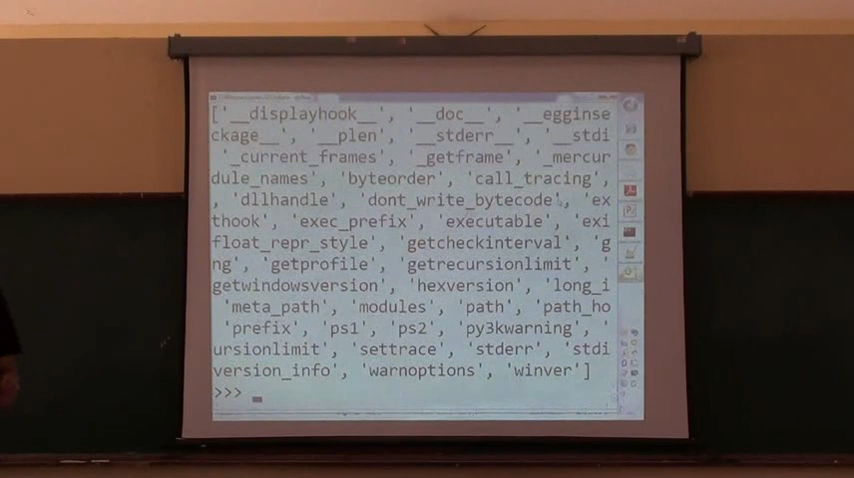 ['__displayhook__', '__doc__', '__egginse
ckage__', '__plen', '__stderr__', '__stdi
'_current_frames', '_getframe', '_mercur
dule_names', 'byteorder', 'call_tracing',
, 'dllhandle', 'dont_write_bytecode', 'ex
thook', 'exec_prefix', 'executable', 'exi
float_repr_style', 'getcheckinterval', 'g
ng', 'getprofile', 'getrecursionlimit', '
getwindowsversion', 'hexversion', 'long_i
'meta_path', 'modules', 'path', 'path_ho
'prefix', 'ps1', 'ps2', 'py3kwarning', '
ursionlimit', 'settrace', 'stderr', 'stdi
version_info', 'warnoptions', 'winver']
>>>